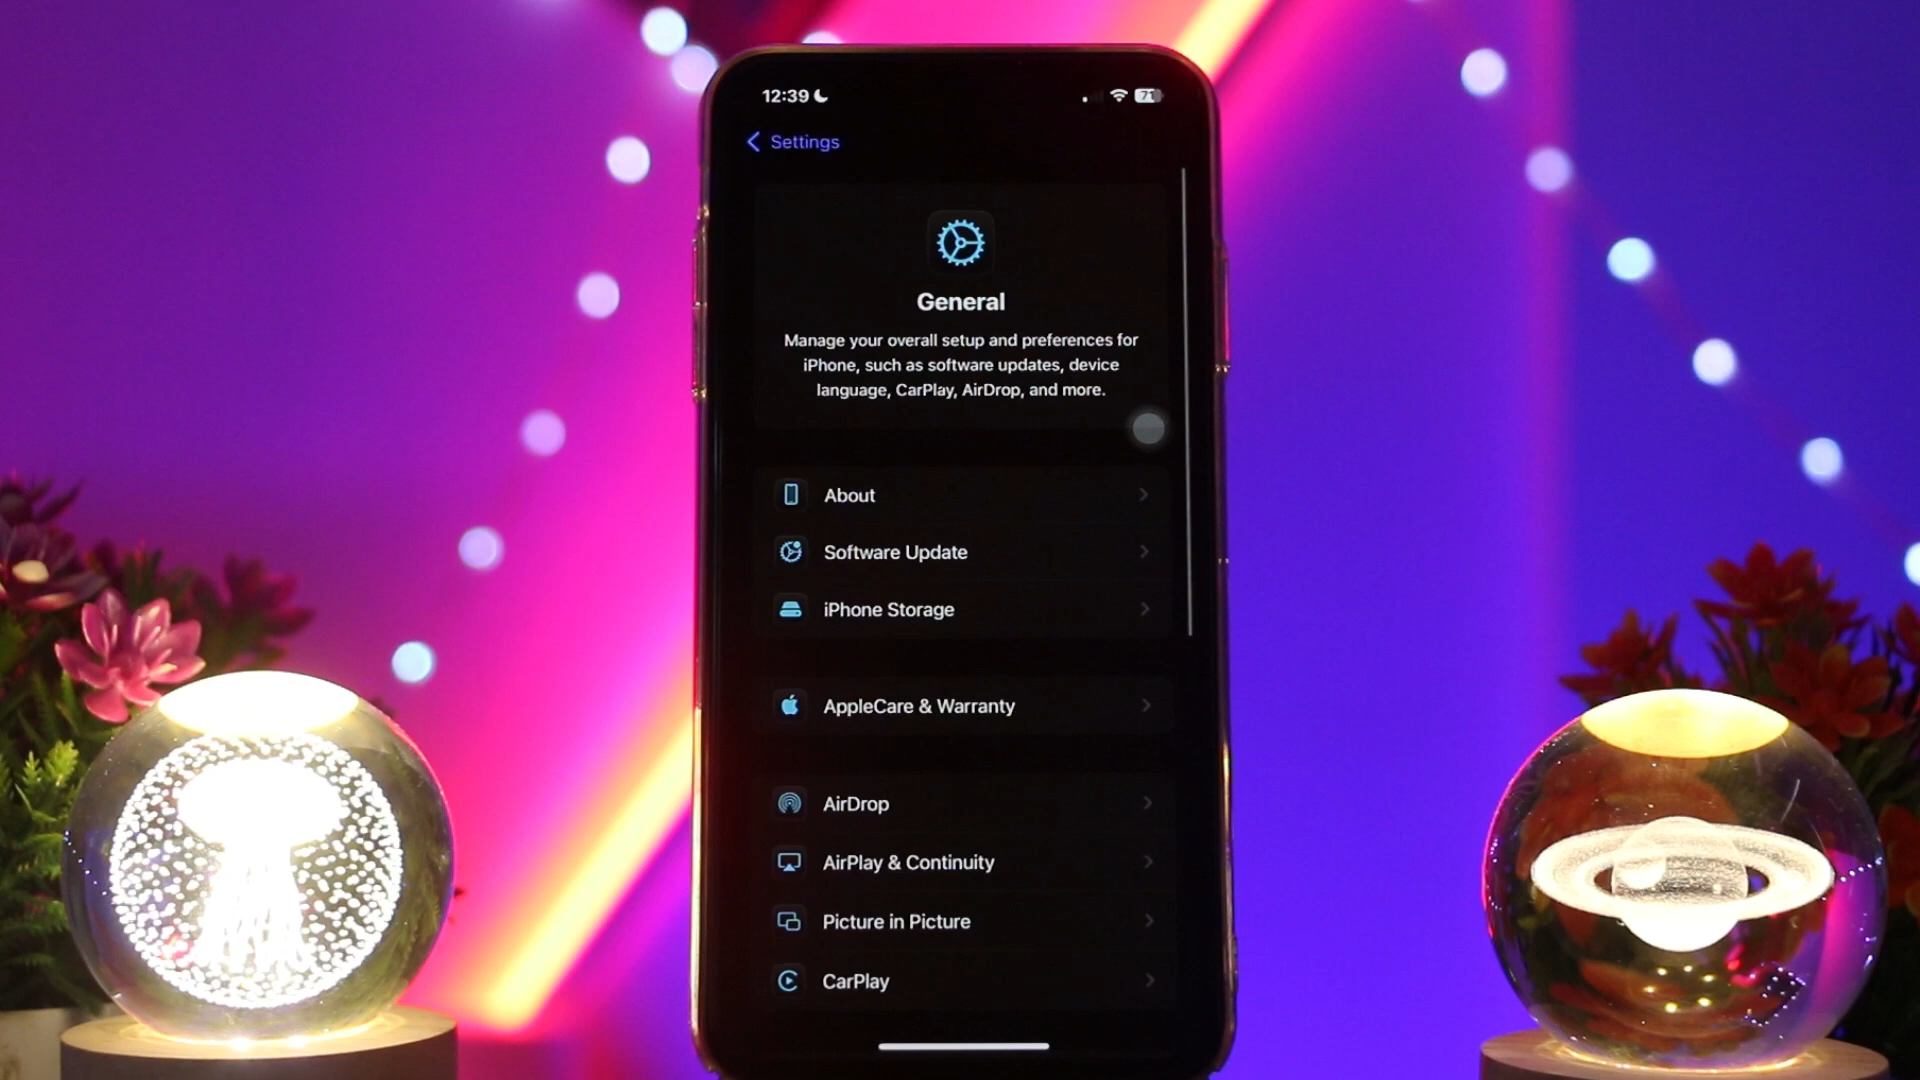 12:39
71
Settings
General
Manage your overall setup and preferences for
iPhone, such as software updates, device
language, CarPlay, AirDrop, and more.
About
Software Update
iPhone Storage
AppleCare & Warranty
AirDrop
AirPlay & Continuity
Picture in Picture
CarPlay